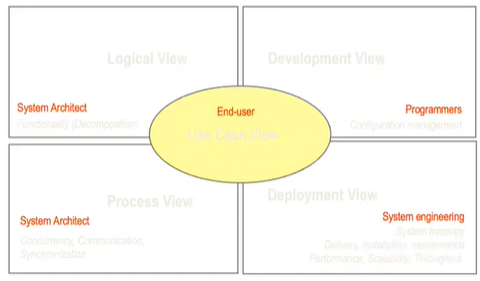 Logical View
Development View
System Architect
Functionality (Decomposition)
End-user
Use Case View
Programmers
Configuration management
Process View
Deployment View
System Architect
Concurrency, Communication,
Synchronization
System engineering
System topology
Delivery, installation, maintenance
Performance, Scalability, Throughput